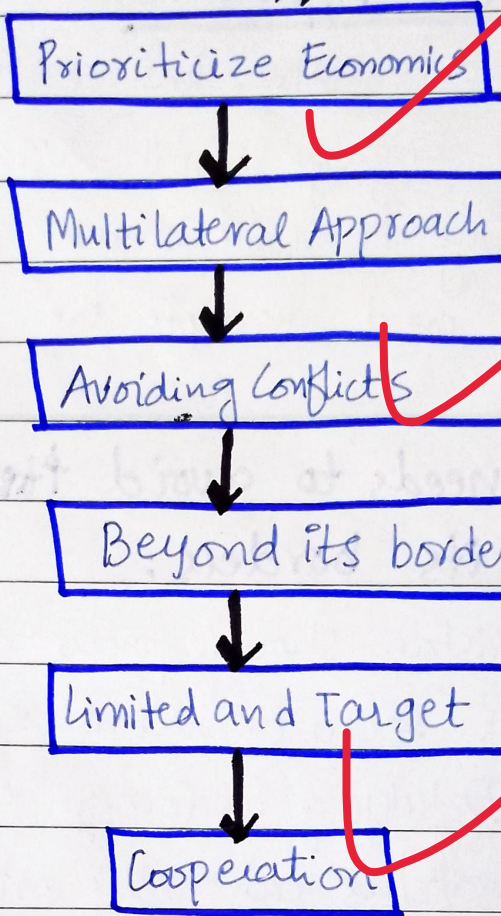 Prioriticize Economics
Multilateral Approach
Avoiding Conflicts
Beyond its borde
Limited and Target
Cooperation